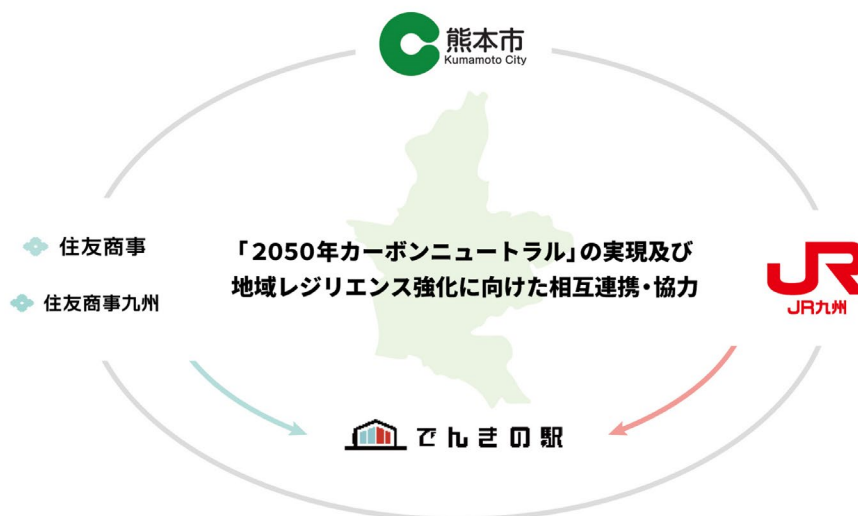 熊本市
Kumamoto City
住友商事
住友商事九州
「2050年カーボンニュートラル」の実現及び
地域レジリエンス強化に向けた相互連携・協力
JR
JR九州
でんきの駅